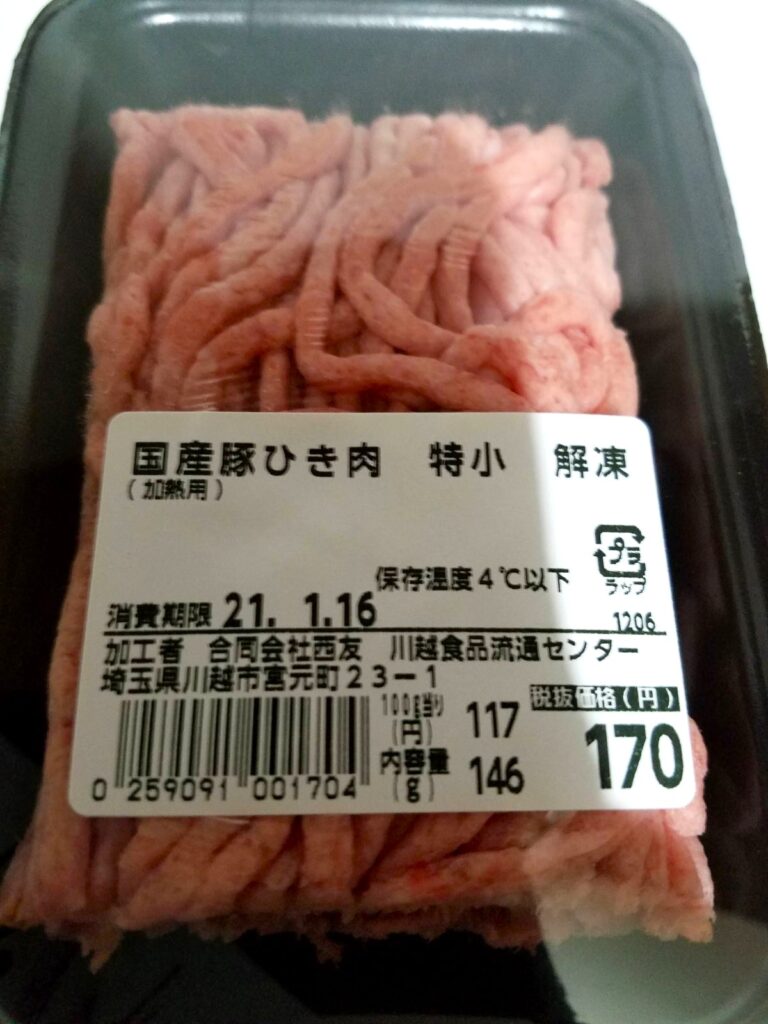 国産豚ひき肉 特小 解凍
(加熱用)
プラ
ラップ
保存温度4℃以下
消費期限 21. 1.16
1206
加工者 合同会社西友 川越食品流通センター
埼玉県川越市宮元町23-1
100g当り(円) 117
税抜価格(円)
170
内容量(g) 146
0 259091 001704